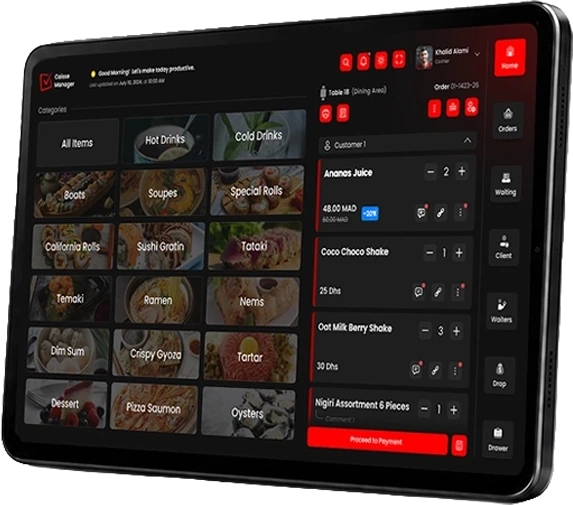 Caisse
Manager
Good Morning! Let's make today productive.
Last updated on July 16, 2024, at 10:00 AM
Khalid Alami
Cashier
Home
Categories
Table 18 (Dining Area)
Order 01-1423-26
All Items
Hot Drinks
Cold Drinks
Orders
Customer 1
Boats
Soupes
Special Rolls
Ananas Juice
2
48.00 MAD
60.00 MAD
-20%
Waiting
California Rolls
Sushi Gratin
Tataki
Coco Choco Shake
1
25 Dhs
Client
Temaki
Ramen
Nems
Waiters
Oat Milk Berry Shake
3
30 Dhs
Dim Sum
Crispy Gyoza
Tartar
Drop
Dessert
Pizza Saumon
Oysters
Nigiri Assortment 6 Pieces
1
Comment 1
Proceed to Payment
Drawer